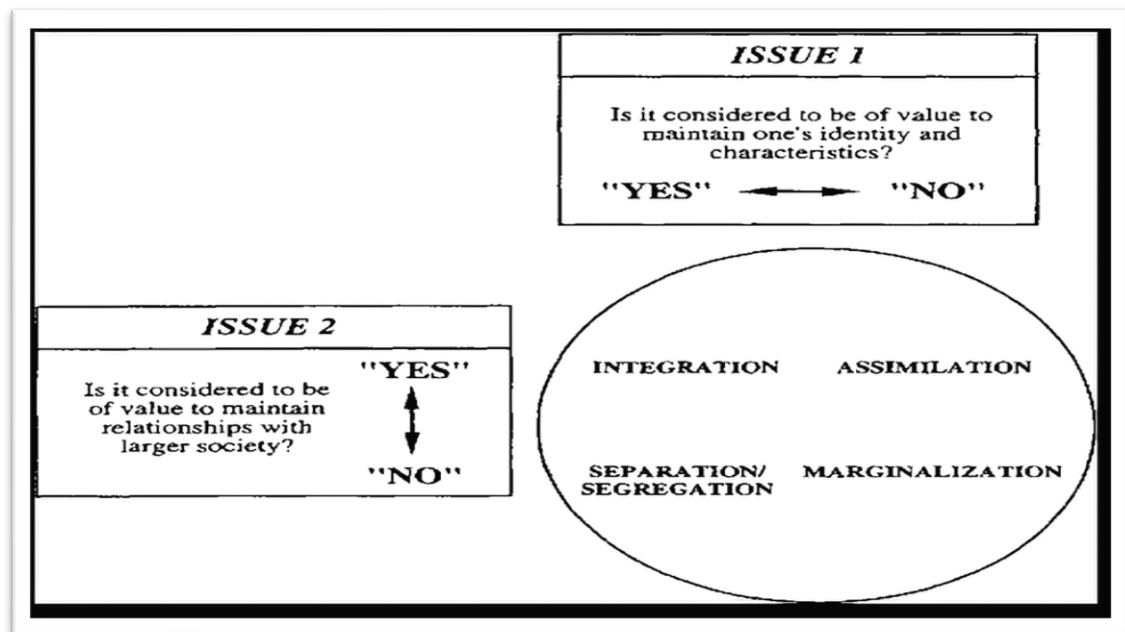 ISSUE 1
Is it considered to be of value to
maintain one's identity and
characteristics?
"YES" "NO"
ISSUE 2
Is it considered to be
of value to maintain
relationships with
larger society?
"YES"
"NO"
INTEGRATION ASSIMILATION
SEPARATION/ MARGINALIZATION
SEGREGATION